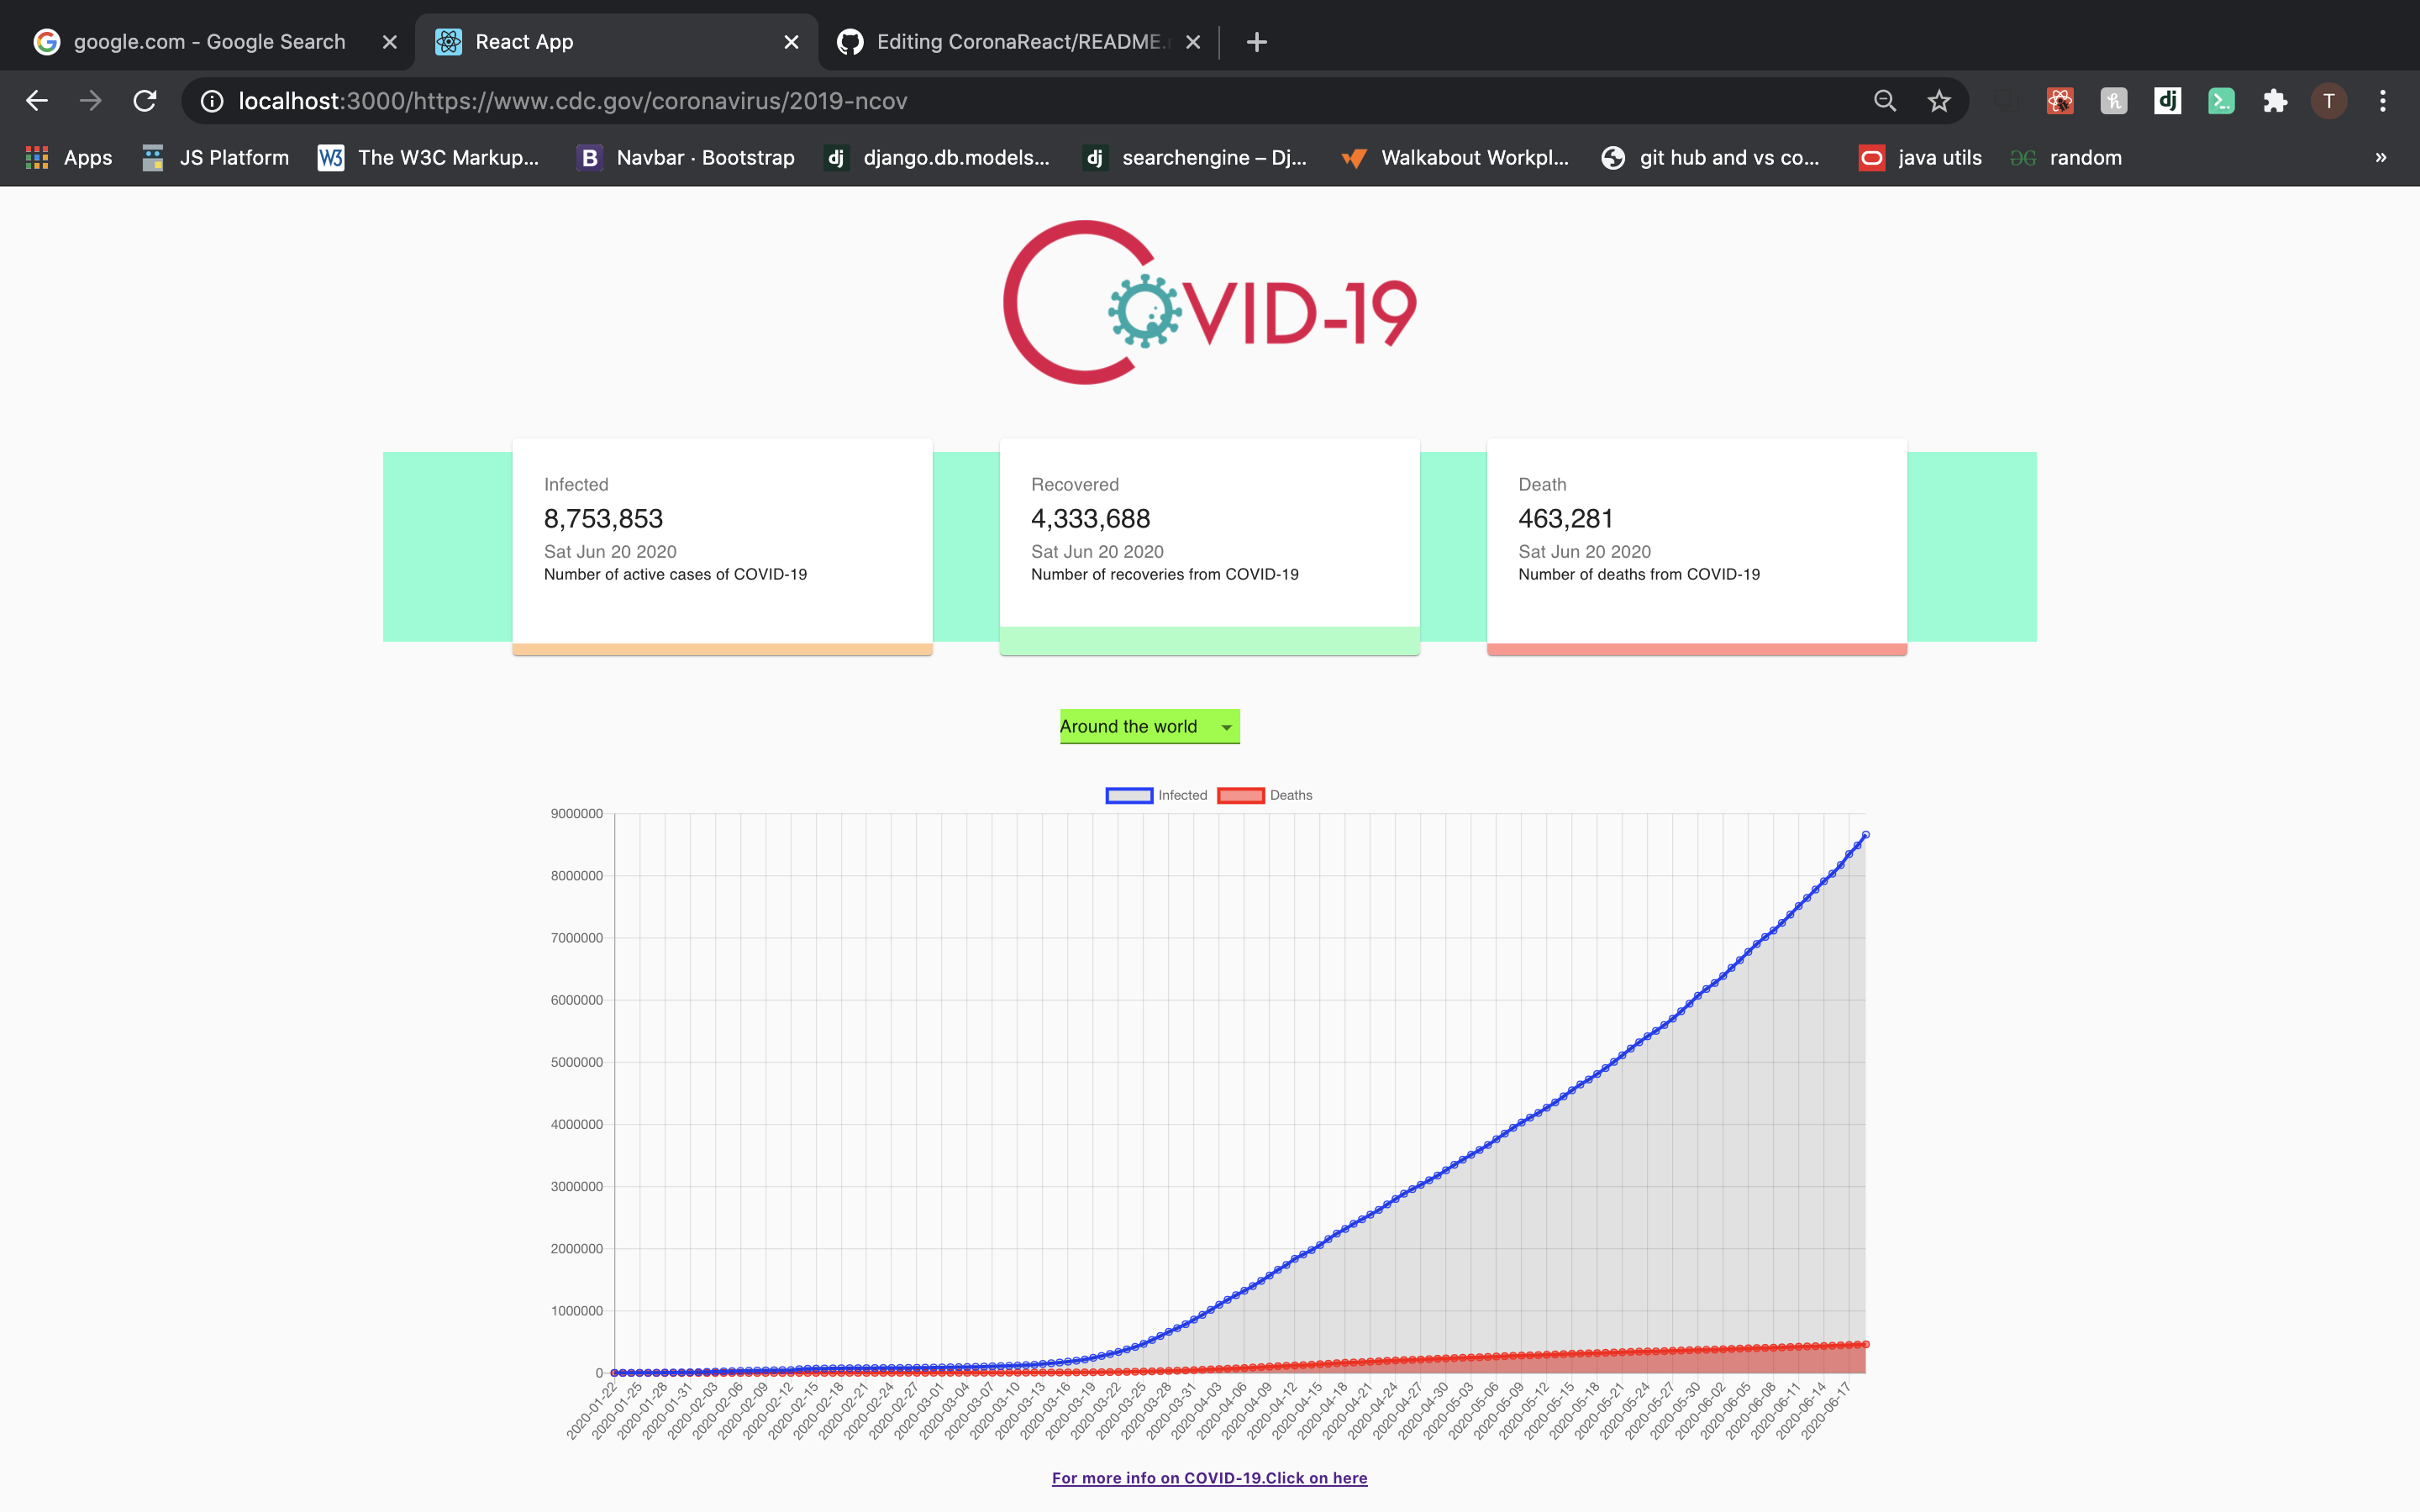 google.com - Google Search
React App
Editing CoronaReact/README.
localhost:3000/https://www.cdc.gov/coronavirus/2019-ncov
T
Apps
JS Platform
W3 The W3C Markup...
B Navbar · Bootstrap
dj django.db.models...
dj searchengine – Dj...
Walkabout Workpl...
git hub and vs co...
java utils
random
COVID-19
Infected
8,753,853
Sat Jun 20 2020
Number of active cases of COVID-19
Recovered
4,333,688
Sat Jun 20 2020
Number of recoveries from COVID-19
Death
463,281
Sat Jun 20 2020
Number of deaths from COVID-19
Around the world
Infected Deaths
9000000
8000000
7000000
6000000
5000000
4000000
3000000
2000000
1000000
0
2020-01-22
2020-01-25
2020-01-28
2020-01-31
2020-02-03
2020-02-06
2020-02-09
2020-02-12
2020-02-15
2020-02-18
2020-02-21
2020-02-24
2020-02-27
2020-03-01
2020-03-04
2020-03-07
2020-03-10
2020-03-13
2020-03-16
2020-03-19
2020-03-22
2020-03-25
2020-03-28
2020-03-31
2020-04-03
2020-04-06
2020-04-09
2020-04-12
2020-04-15
2020-04-18
2020-04-21
2020-04-24
2020-04-27
2020-04-30
2020-05-03
2020-05-06
2020-05-09
2020-05-12
2020-05-15
2020-05-18
2020-05-21
2020-05-24
2020-05-27
2020-05-30
2020-06-02
2020-06-05
2020-06-08
2020-06-11
2020-06-14
2020-06-17
For more info on COVID-19.Click on here